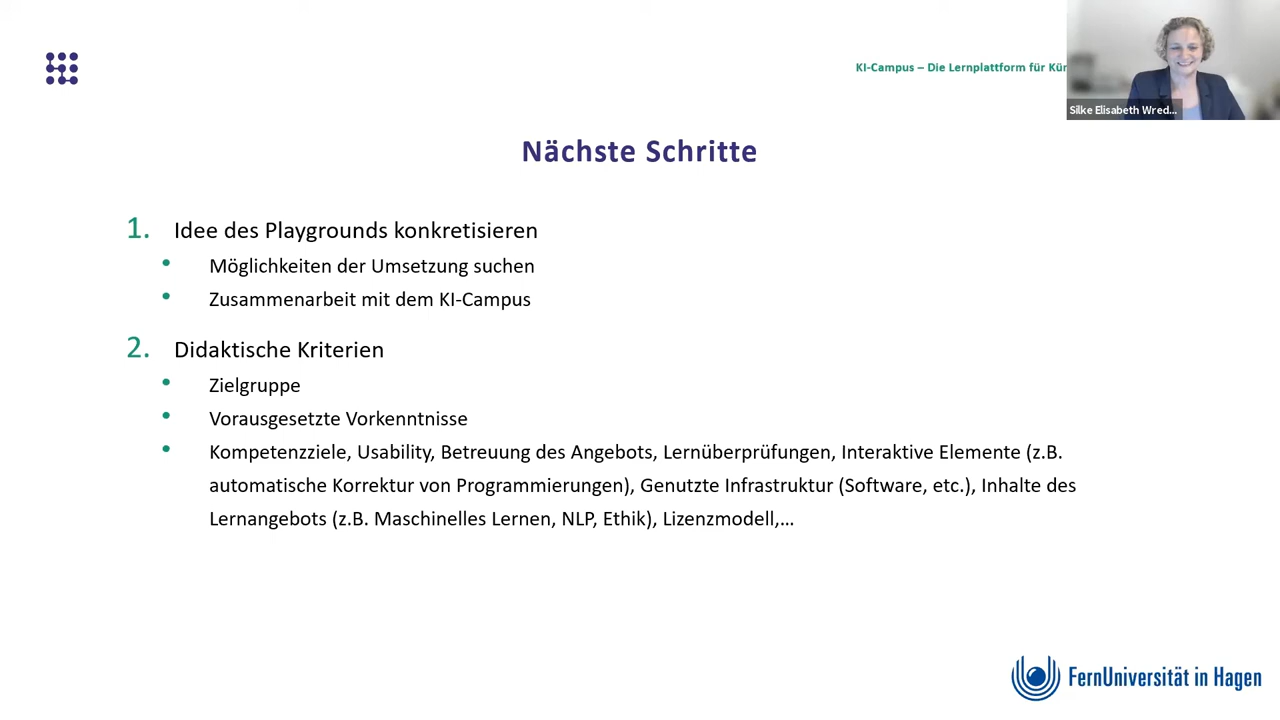 KI-Campus – Die Lernplattform für
Silke Elisabeth Wred...
Nächste Schritte
1. Idee des Playgrounds konkretisieren
• Möglichkeiten der Umsetzung suchen
• Zusammenarbeit mit dem KI-Campus
2. Didaktische Kriterien
• Zielgruppe
• Vorausgesetzte Vorkenntnisse
• Kompetenzziele, Usability, Betreuung des Angebots, Lernüberprüfungen, Interaktive Elemente (z.B.
automatische Korrektur von Programmierungen), Genutzte Infrastruktur (Software, etc.), Inhalte des
Lernangebots (z.B. Maschinelles Lernen, NLP, Ethik), Lizenzmodell,…
FernUniversität in Hagen